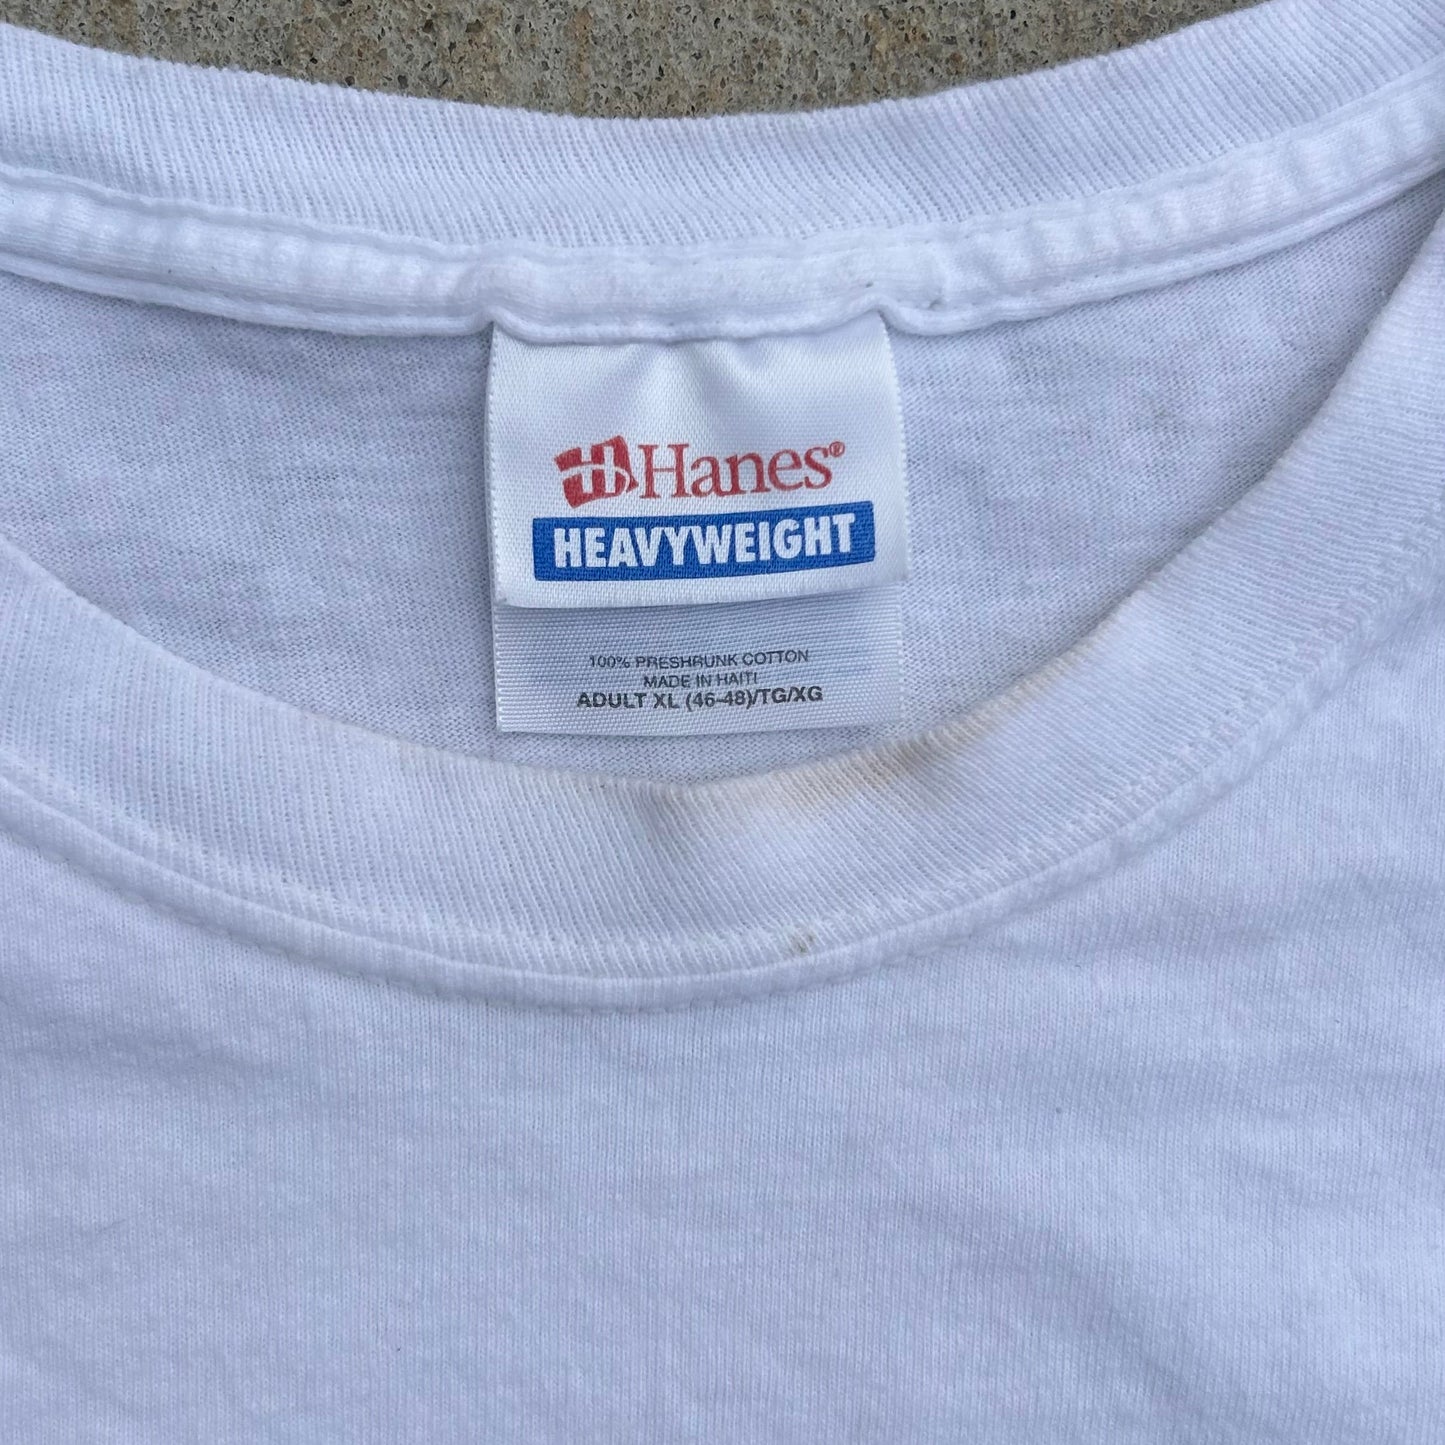 Hanes®
HEAVYWEIGHT
100% PRESHRUNK COTTON
MADE IN HAITI
ADULT XL (46-48)/TG/XG